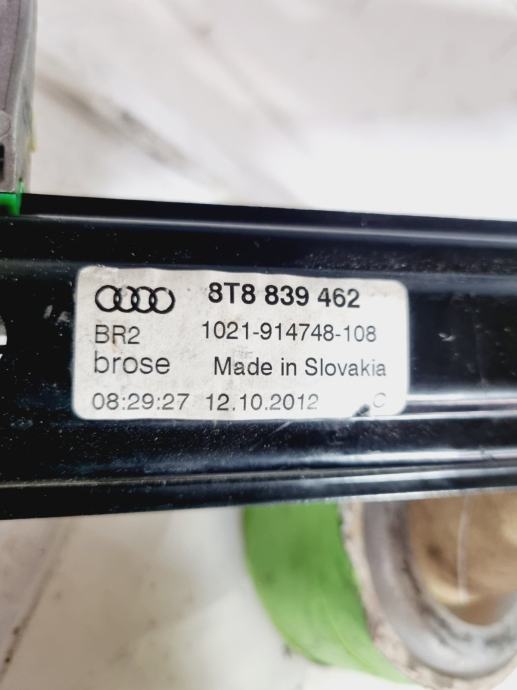 8T8 839 462
BR2 1021-914748-108
brose Made in Slovakia
08:29:27 12.10.2012 C